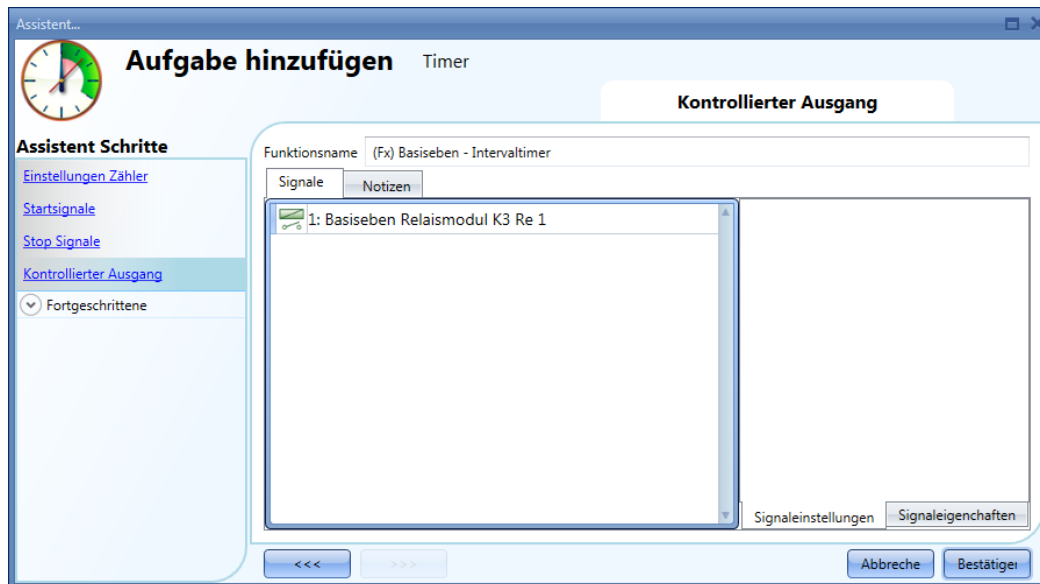 Assistent...
Aufgabe hinzufügen Timer
Kontrollierter Ausgang
Assistent Schritte
Einstellungen Zähler
Startsignale
Stop Signale
Kontrollierter Ausgang
Fortgeschrittene
Funktionsname (Fx) Basiseben - Intervaltimer
Signale Notizen
1: Basiseben Relaismodul K3 Re 1
Signaleinstellungen Signaleigenchaften
<<< >>> Abbreche Bestätiger